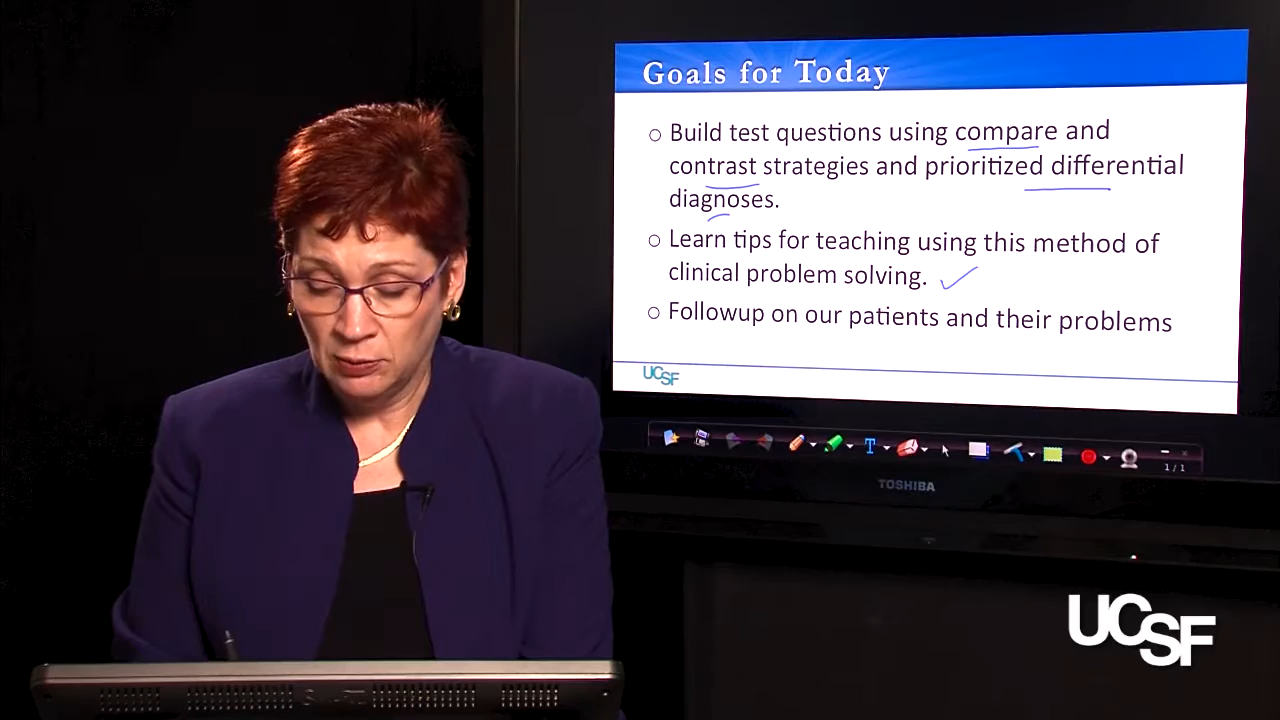 Goals for Today
Build test questions using compare and
contrast strategies and prioritized differential
diagnoses.
Learn tips for teaching using this method of
clinical problem solving.
Followup on our patients and their problems
UCSF
T
1 / 1
TOSHIBA
UCSF